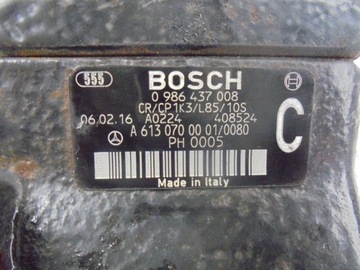 555 BOSCH
0 986 437 008
CR/CP1K3/L85/10S
06.02.16 A0224 408524
A 613 070 00 01/0080
PH 0005
C
Made in Italy